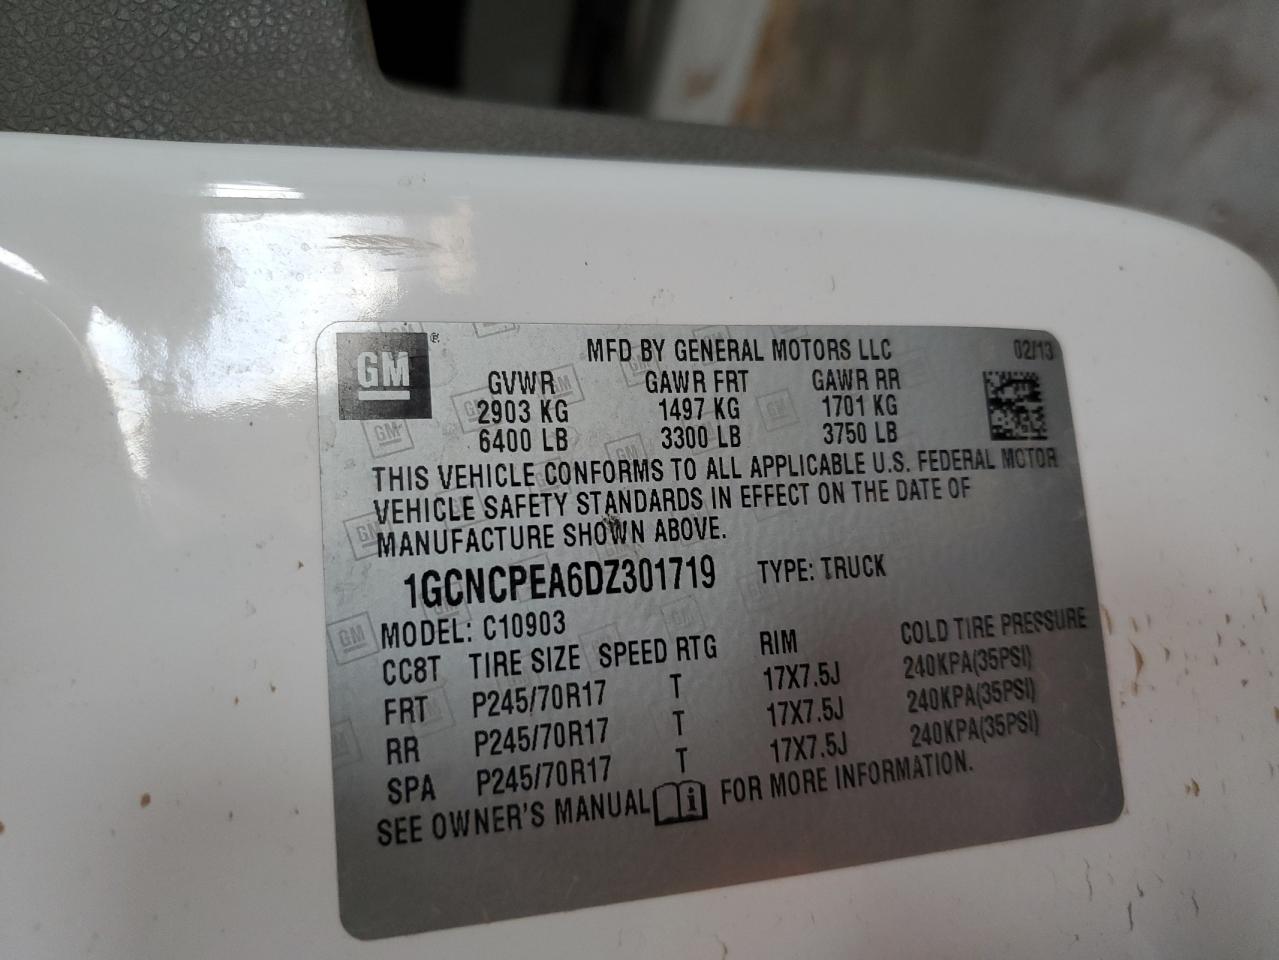 GM® MFD BY GENERAL MOTORS LLC 02/13
GVWR GAWR FRT GAWR RR
2903 KG 1497 KG 1701 KG
6400 LB 3300 LB 3750 LB
THIS VEHICLE CONFORMS TO ALL APPLICABLE U.S. FEDERAL MOTOR
VEHICLE SAFETY STANDARDS IN EFFECT ON THE DATE OF
MANUFACTURE SHOWN ABOVE.
1GCNCPEA6DZ301719 TYPE: TRUCK
MODEL: C10903
CC8T TIRE SIZE SPEED RTG RIM COLD TIRE PRESSURE
FRT P245/70R17 T 17X7.5J 240KPA(35PSI)
RR P245/70R17 T 17X7.5J 240KPA(35PSI)
SPA P245/70R17 T 17X7.5J 240KPA(35PSI)
SEE OWNER'S MANUAL i FOR MORE INFORMATION.